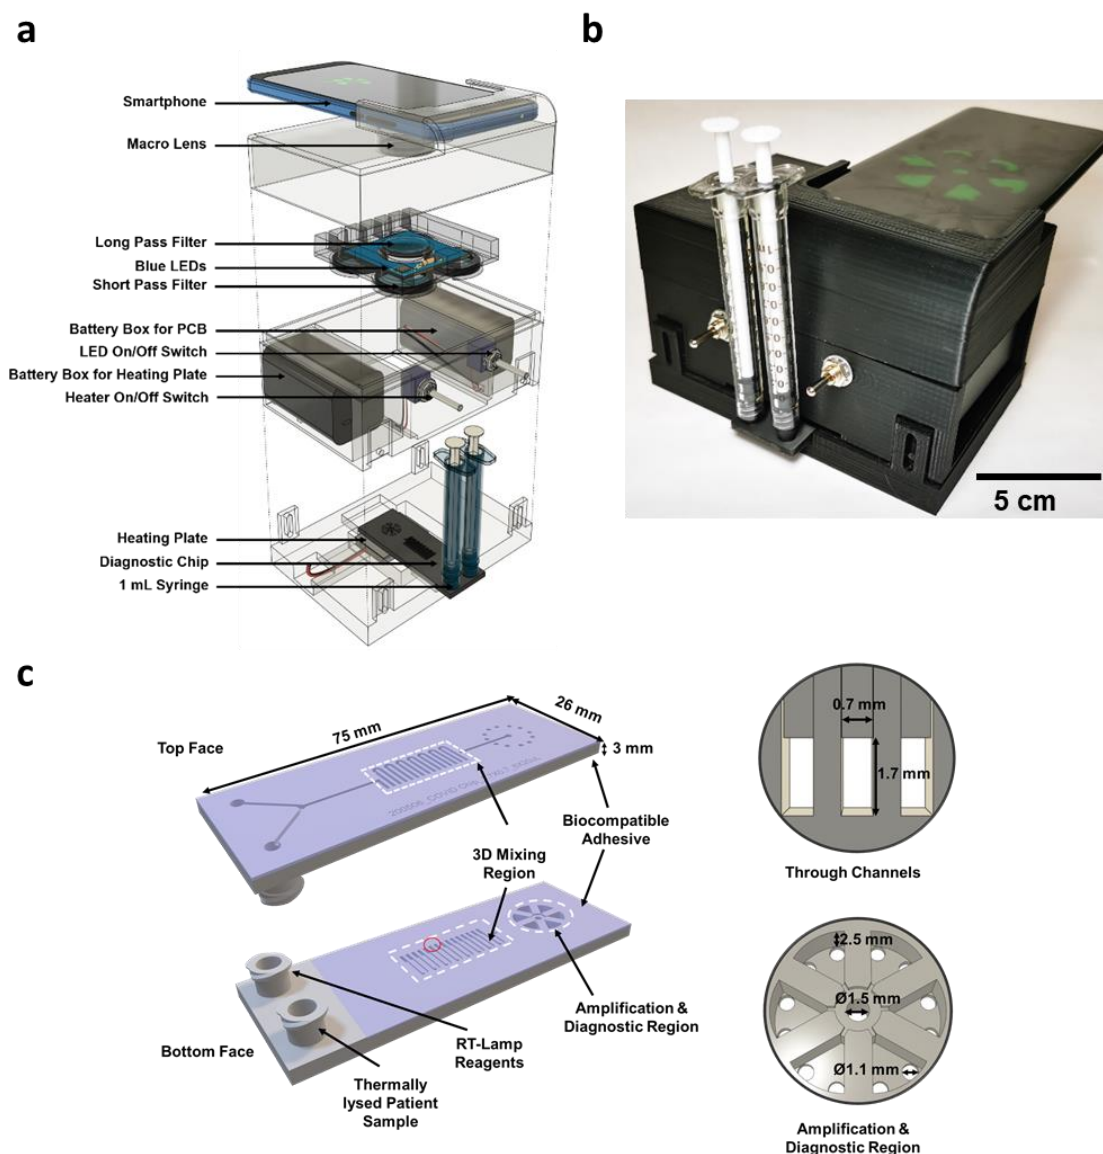 a
Smartphone
Macro Lens
Long Pass Filter
Blue LEDs
Short Pass Filter
Battery Box for PCB
LED On/Off Switch
Battery Box for Heating Plate
Heater On/Off Switch
Heating Plate
Diagnostic Chip
1 mL Syringe
b
5 cm
c
Top Face
75 mm
26 mm
3 mm
Biocompatible
Adhesive
3D Mixing
Region
Bottom Face
Thermally
lysed Patient
Sample
RT-Lamp
Reagents
Amplification &
Diagnostic Region
0.7 mm
1.7 mm
Through Channels
2.5 mm
Ø1.5 mm
Ø1.1 mm
Amplification &
Diagnostic Region